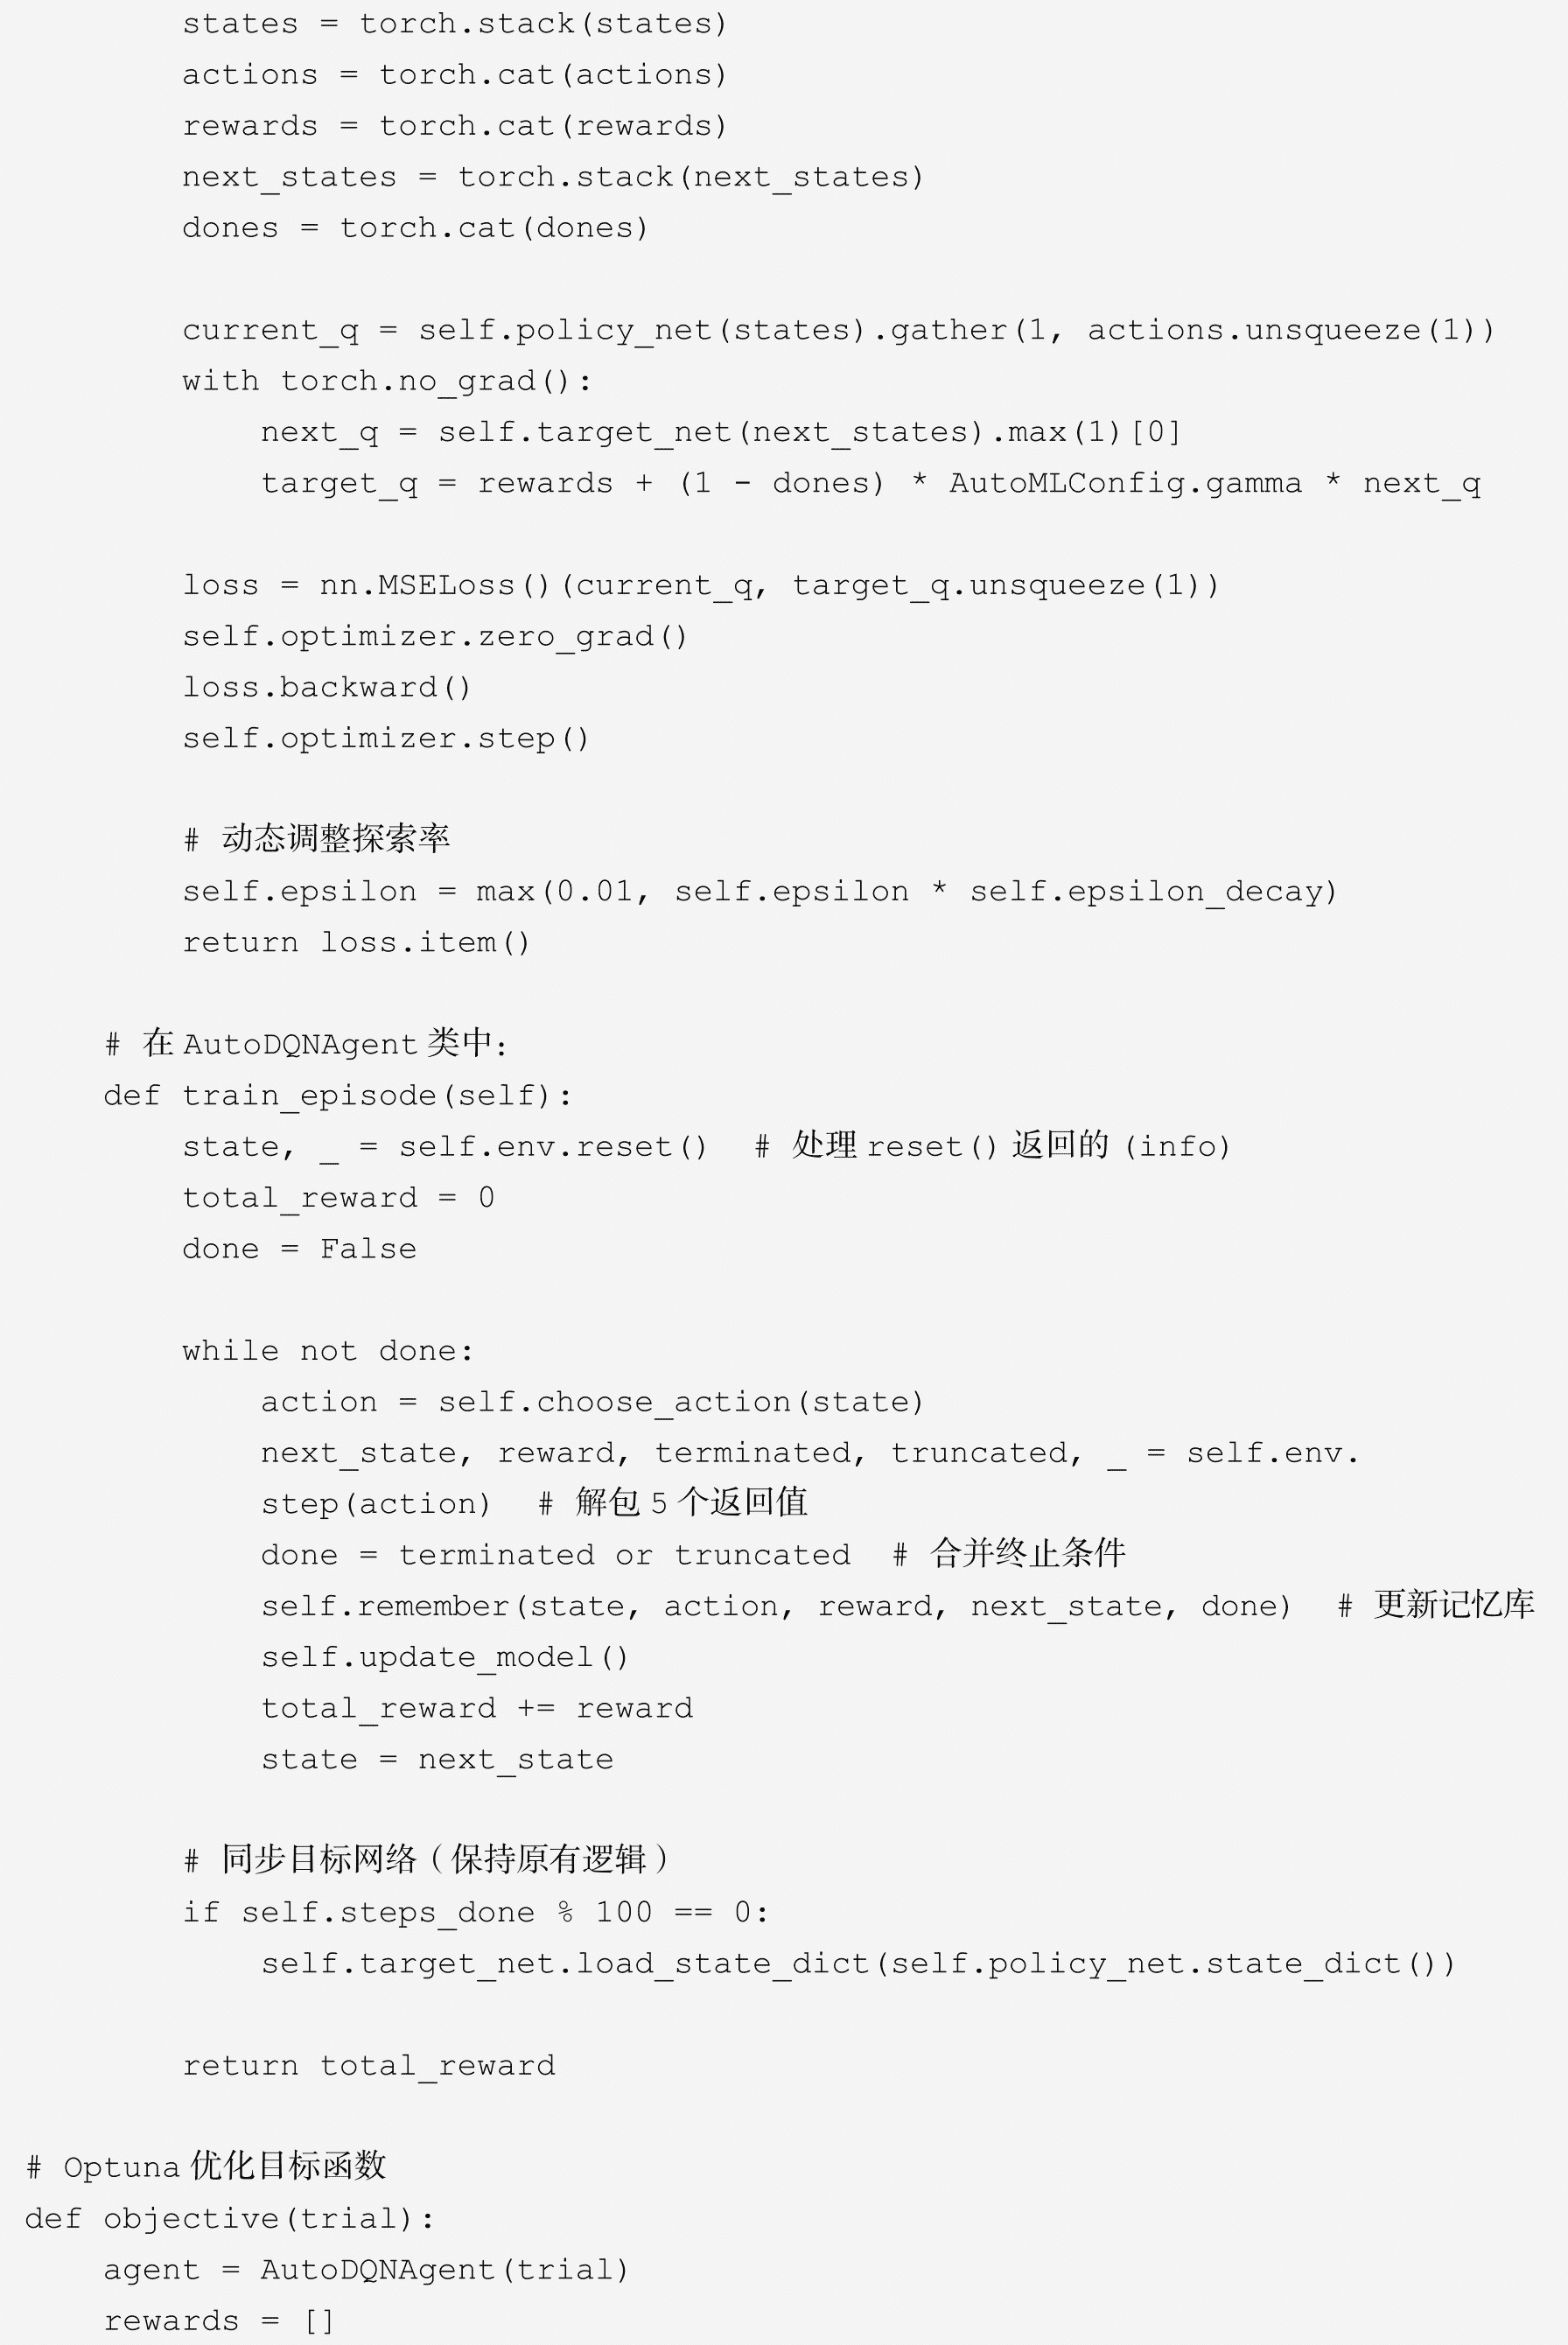 states = torch.stack(states)
        actions = torch.cat(actions)
        rewards = torch.cat(rewards)
        next_states = torch.stack(next_states)
        dones = torch.cat(dones)

        current_q = self.policy_net(states).gather(1, actions.unsqueeze(1))
        with torch.no_grad():
            next_q = self.target_net(next_states).max(1)[0]
            target_q = rewards + (1 - dones) * AutoMLConfig.gamma * next_q

        loss = nn.MSELoss()(current_q, target_q.unsqueeze(1))
        self.optimizer.zero_grad()
        loss.backward()
        self.optimizer.step()

        # 动态调整探索率
        self.epsilon = max(0.01, self.epsilon * self.epsilon_decay)
        return loss.item()

    # 在 AutoDQNAgent 类中:
    def train_episode(self):
        state, _ = self.env.reset()  # 处理 reset() 返回的 (info)
        total_reward = 0
        done = False

        while not done:
            action = self.choose_action(state)
            next_state, reward, terminated, truncated, _ = self.env.
            step(action)  # 解包 5 个返回值
            done = terminated or truncated  # 合并终止条件
            self.remember(state, action, reward, next_state, done)  # 更新记忆库
            self.update_model()
            total_reward += reward
            state = next_state

        # 同步目标网络（保持原有逻辑）
        if self.steps_done % 100 == 0:
            self.target_net.load_state_dict(self.policy_net.state_dict())

        return total_reward

# Optuna 优化目标函数
def objective(trial):
    agent = AutoDQNAgent(trial)
    rewards = []